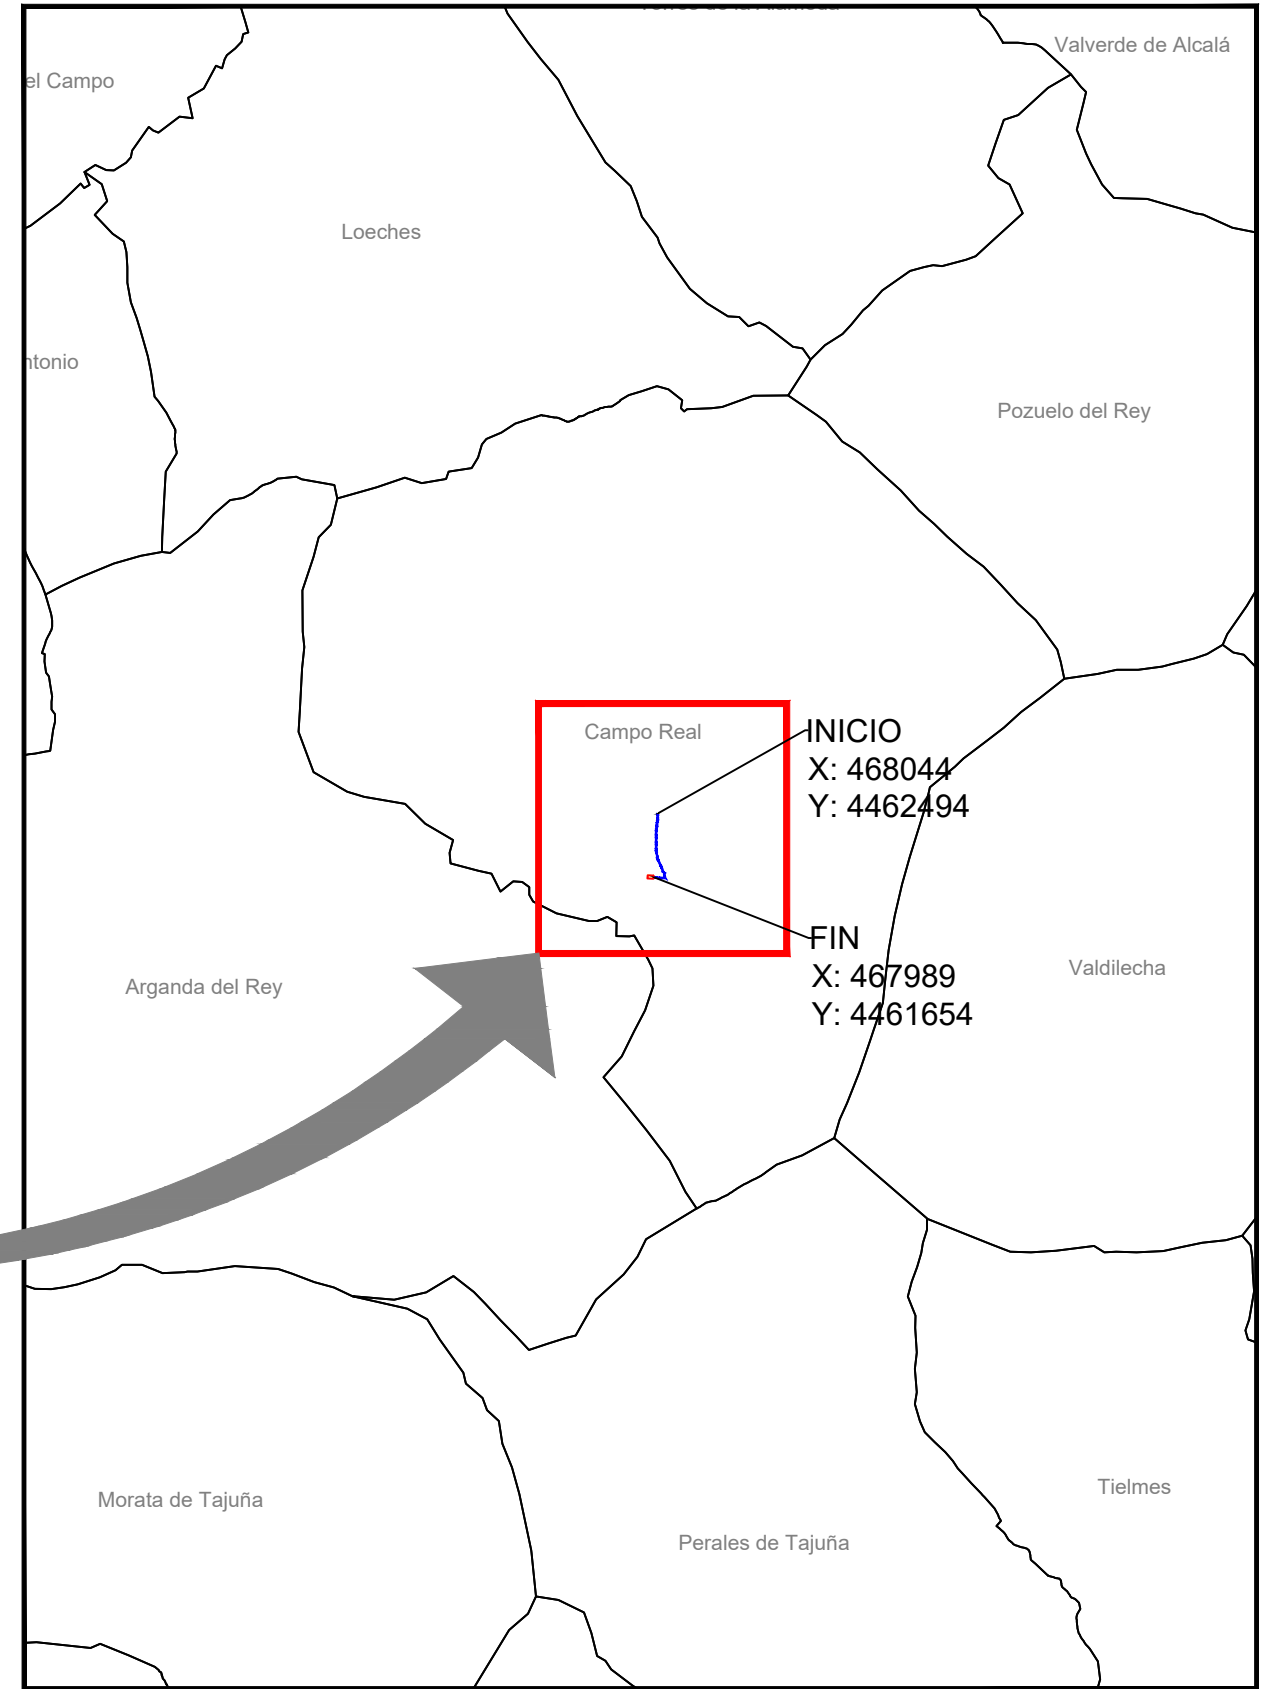 Valverde de Alcalá
el Campo
Loeches
Pozuelo del Rey
Campo Real
INICIO
X: 468044
Y: 4462494
FIN
X: 467989
Y: 4461654
Valdilecha
Arganda del Rey
Tielmes
Morata de Tajuña
Perales de Tajuña